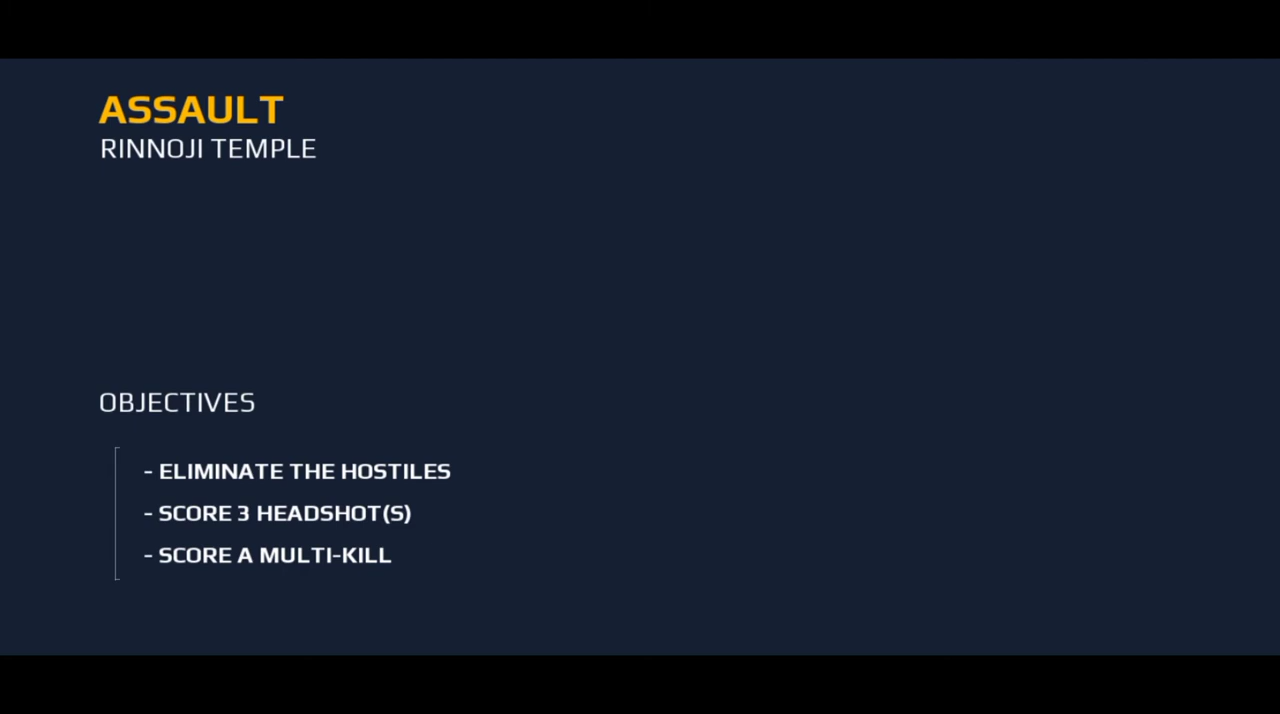 ASSAULT
RINNOJI TEMPLE
OBJECTIVES
- ELIMINATE THE HOSTILES
- SCORE 3 HEADSHOT(S)
- SCORE A MULTI-KILL